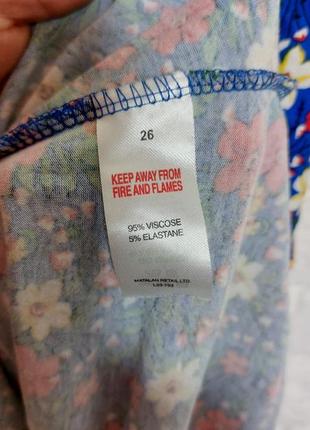 26
KEEP AWAY FROM
FIRE AND FLAMES
95% VISCOSE
5% ELASTANE
MATALAN RETAIL LTD.